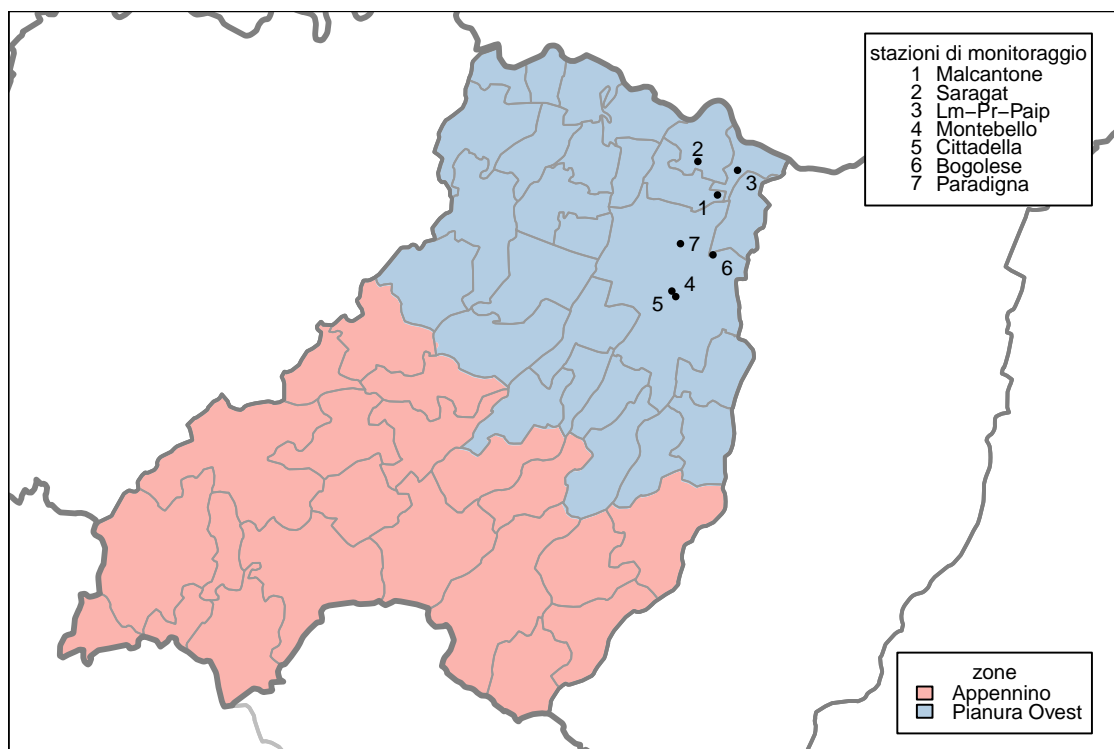 stazioni di monitoraggio
1 Malcantone
2 Saragat
3 Lm−Pr−Paip
4 Montebello
5 Cittadella
6 Bogolese
7 Paradigna
2
3
1
7
6
4
5
zone
Appennino
Pianura Ovest